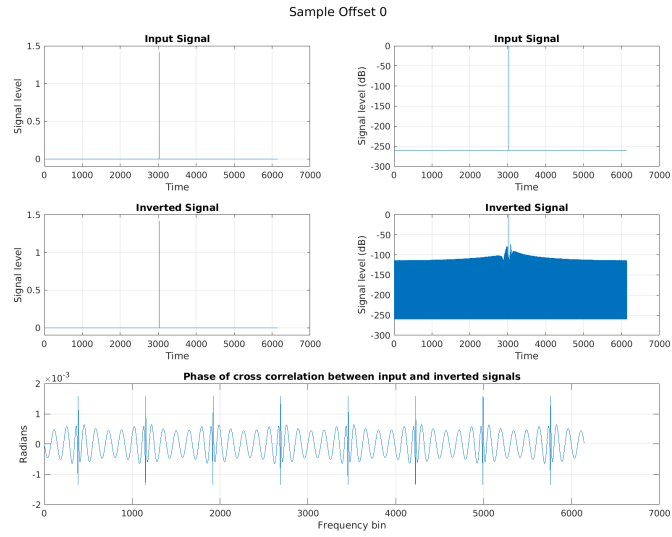 Sample Offset 0
Input Signal
Signal level
1.5
1
0.5
0
0 1000 2000 3000 4000 5000 6000 7000
Time
Input Signal
Signal level (dB)
0
-50
-100
-150
-200
-250
-300
0 1000 2000 3000 4000 5000 6000 7000
Time
Inverted Signal
Signal level
1.5
1
0.5
0
0 1000 2000 3000 4000 5000 6000 7000
Time
Inverted Signal
Signal level (dB)
0
-50
-100
-150
-200
-250
-300
0 1000 2000 3000 4000 5000 6000 7000
Time
Phase of cross correlation between input and inverted signals
×10⁻³
Radians
2
1
0
-1
-2
0 1000 2000 3000 4000 5000 6000 7000
Frequency bin